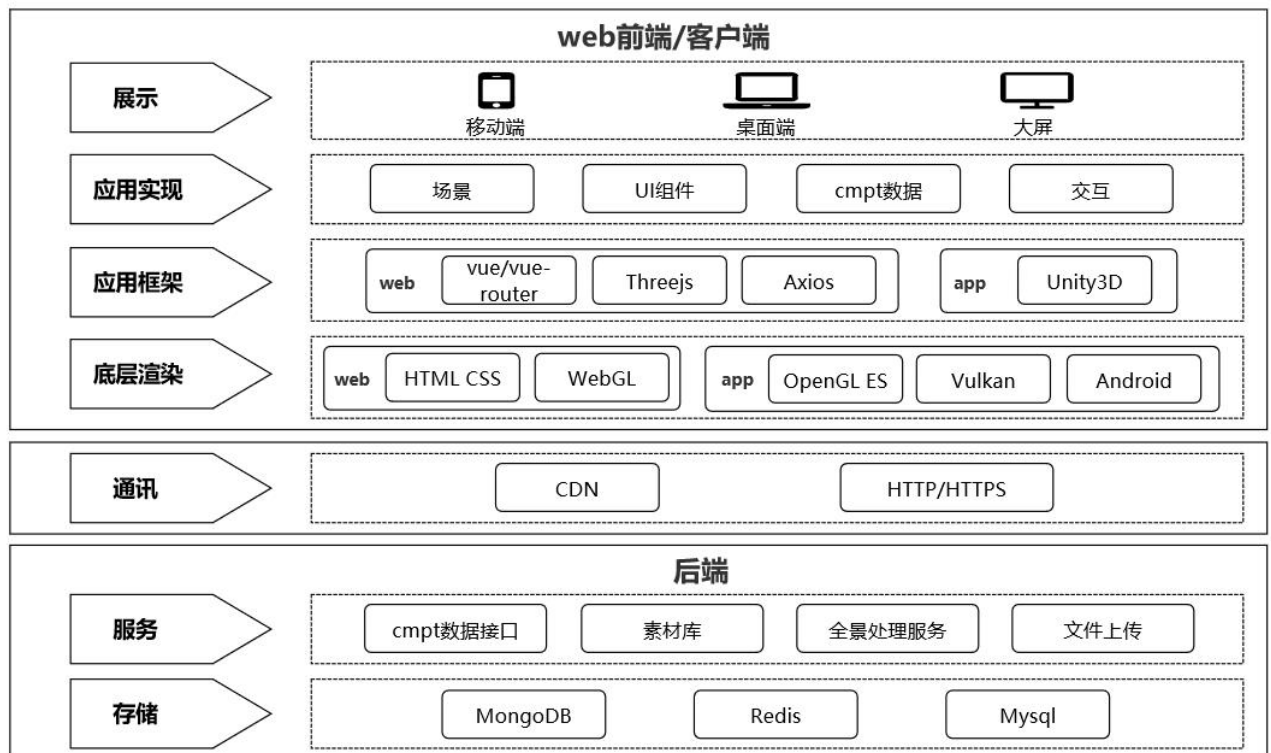 web前端/客户端
展示
移动端 桌面端 大屏
应用实现
场景 UI组件 cmpt数据 交互
应用框架
web vue/vue-
router Threejs Axios app Unity3D
底层渲染
web HTML CSS WebGL app OpenGL ES Vulkan Android
通讯
CDN HTTP/HTTPS
后端
服务
cmpt数据接口 素材库 全景处理服务 文件上传
存储
MongoDB Redis Mysql